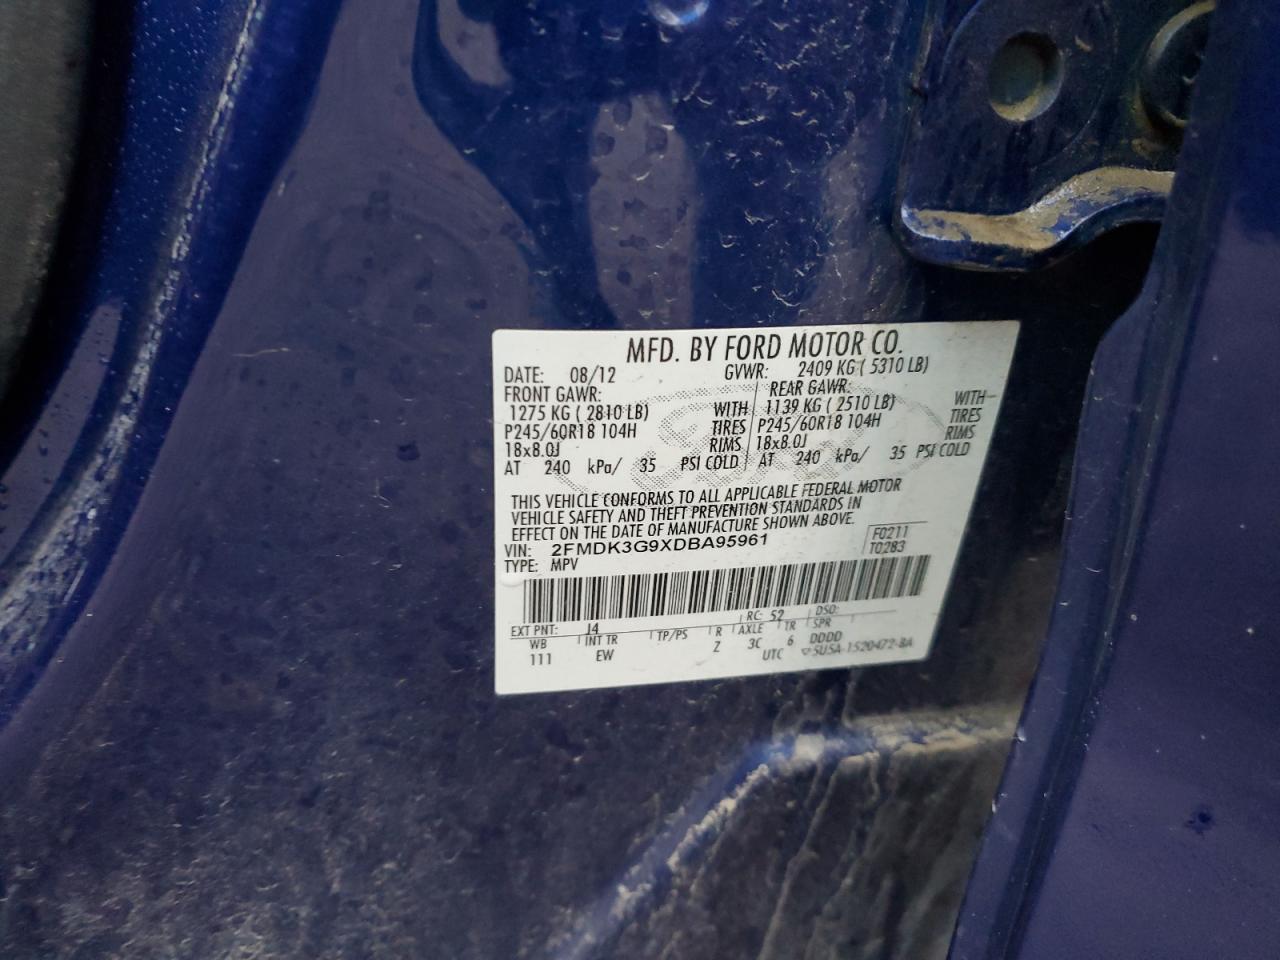 MFD. BY FORD MOTOR CO.
DATE: 08/12 GVWR: 2409 KG ( 5310 LB)
FRONT GAWR: REAR GAWR:
1275 KG ( 2810 LB) WITH 1139 KG ( 2510 LB) WITH
P245/60R18 104H TIRES P245/60R18 104H TIRES
18x8.0J RIMS 18x8.0J RIMS
AT 240 kPa/ 35 PSI COLD AT 240 kPa/ 35 PSI COLD
THIS VEHICLE CONFORMS TO ALL APPLICABLE FEDERAL MOTOR
VEHICLE SAFETY AND THEFT PREVENTION STANDARDS IN
EFFECT ON THE DATE OF MANUFACTURE SHOWN ABOVE.
VIN: 2FMDK3G9XDBA95961 F0211
TYPE: MPV T0283
EXT PNT: J4 RC: 52 DSO:
WB INT TR TP/PS R AXLE TR SPR
111 EW Z 3C 6 DDDD
UTC 5U5A-1520472-BA